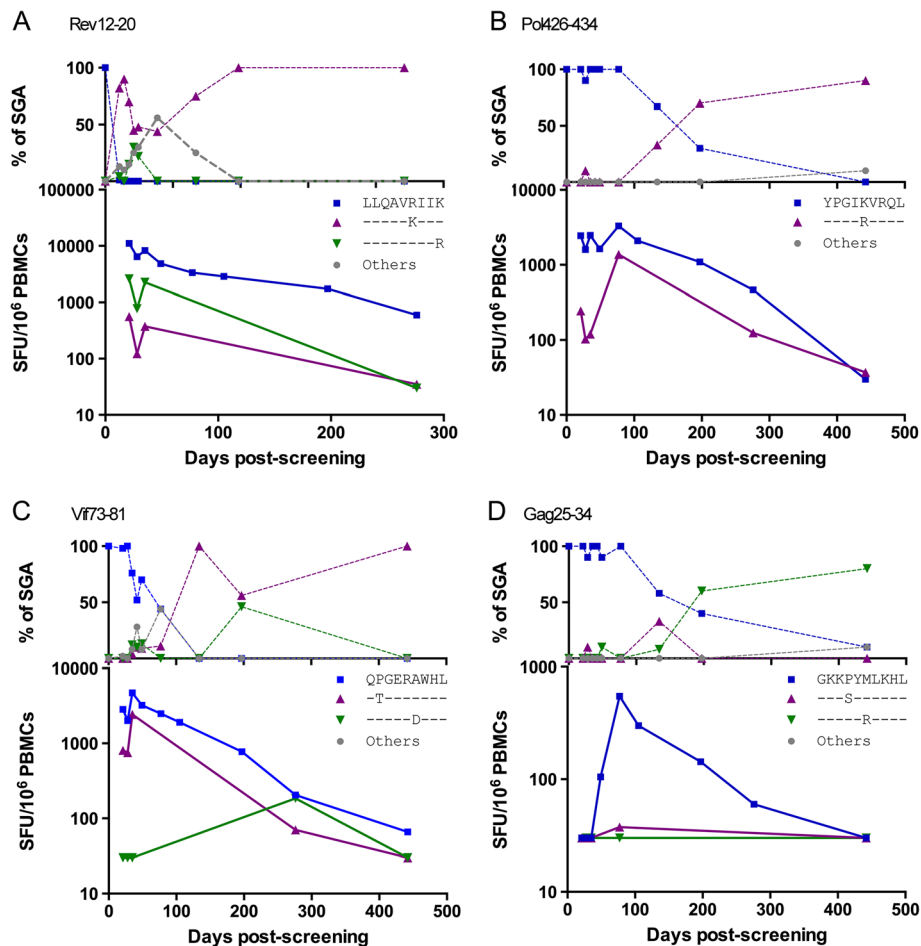 A Rev12-20
% of SGA
100
50
SFU/10⁶ PBMCs
100000
10000
1000
100
10
LLQAVRIIK
-----K---
--------R
Others
0 100 200 300
Days post-screening
B Pol426-434
% of SGA
100
50
SFU/10⁶ PBMCs
10000
1000
100
10
YPGIKVRQL
----R----
Others
0 100 200 300 400 500
Days post-screening
C Vif73-81
% of SGA
100
50
SFU/10⁶ PBMCs
10000
1000
100
10
QPGERAWHL
-T-------
-----D---
Others
0 100 200 300 400 500
Days post-screening
D Gag25-34
% of SGA
100
50
SFU/10⁶ PBMCs
1000
100
10
GKKPYMLKHL
---S------
-----R----
Others
0 100 200 300 400 500
Days post-screening